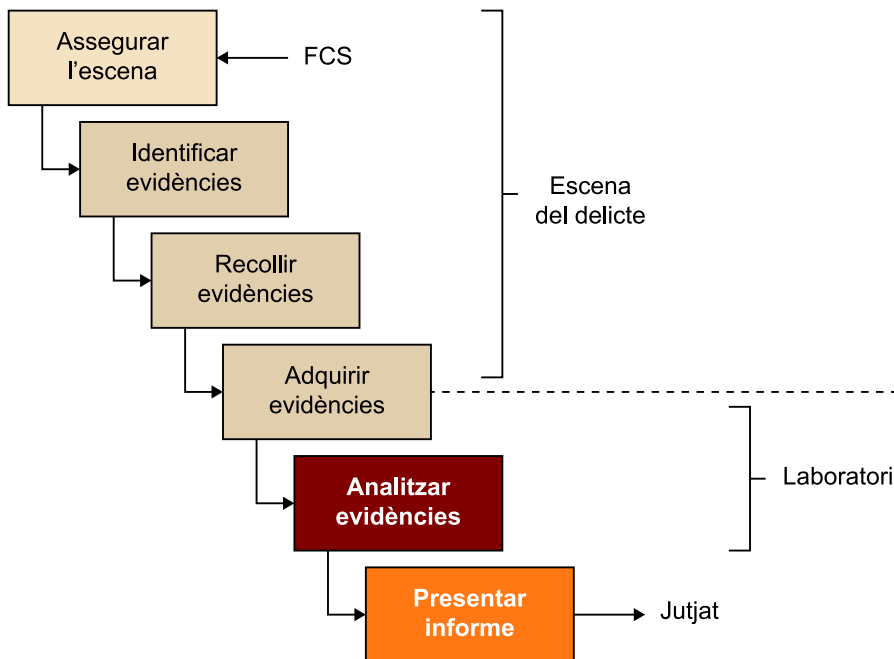 Assegurar
l’escena
FCS
Identificar
evidències
Escena
del delicte
Recollir
evidències
Adquirir
evidències
Analitzar
evidències
Laboratori
Presentar
informe
Jutjat